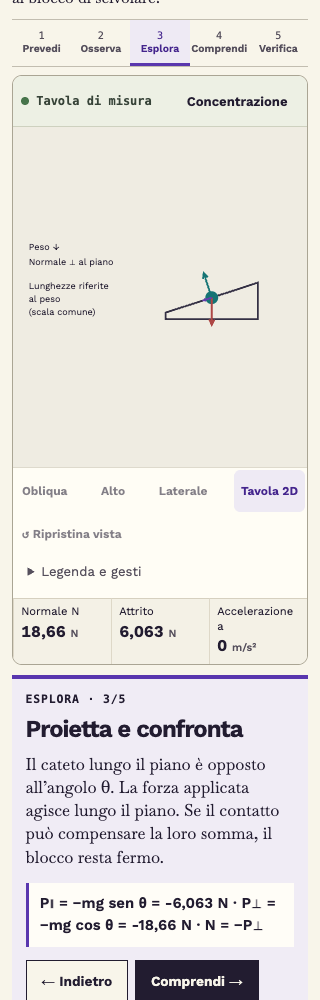 al blocco di scivolare.
1 2 3 4 5
Prevedi Osserva Esplora Comprendi Verifica
Tavola di misura Concentrazione
Peso ↓
Normale ⊥ al piano
Lunghezze riferite
al peso
(scala comune)
Obliqua Alto Laterale Tavola 2D
↺ Ripristina vista
▶ Legenda e gesti
Normale N Attrito Accelerazione
a
18,66 N 6,063 N 0 m/s²
ESPLORA · 3/5
Proietta e confronta
Il cateto lungo il piano è opposto
all’angolo θ. La forza applicata
agisce lungo il piano. Se il contatto
può compensare la loro somma, il
blocco resta fermo.
P∥ = −mg sen θ = -6,063 N · P⊥ =
−mg cos θ = -18,66 N · N = −P⊥
← Indietro Comprendi →